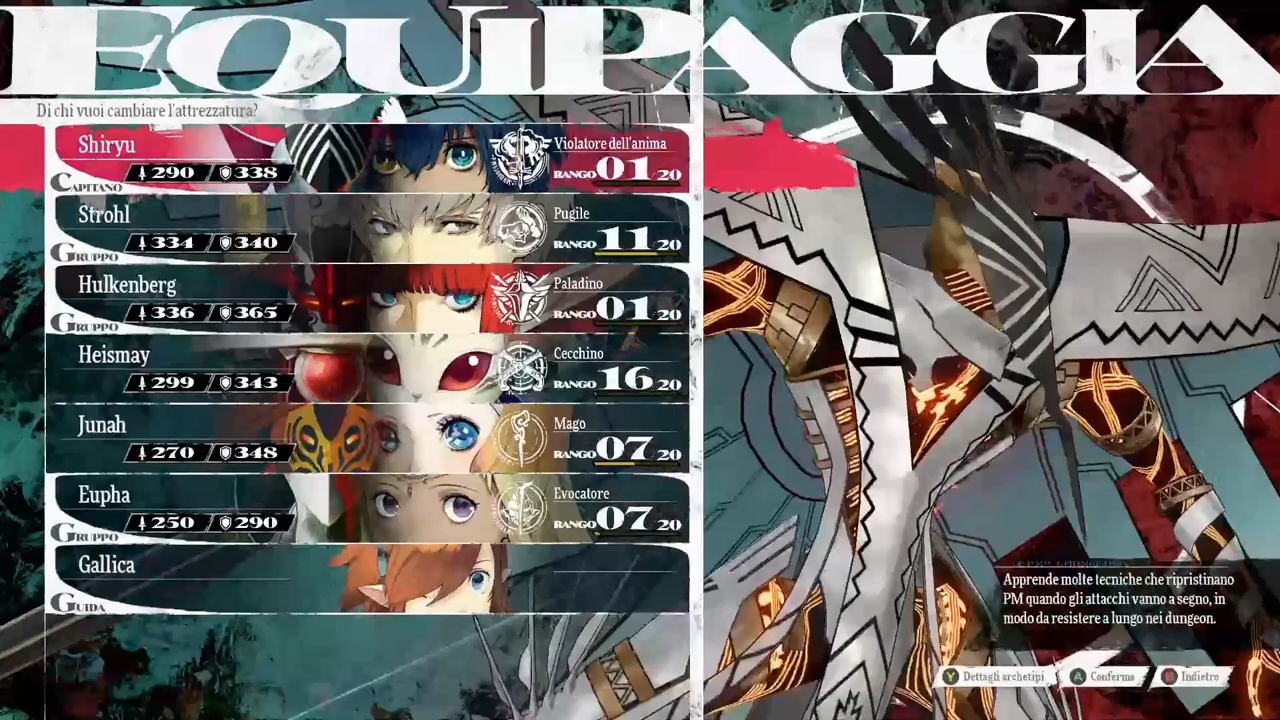 EQUIPAGGIA
Di chi vuoi cambiare l'attrezzatura?
Shiryu
290 338
CAPITANO
Violatore dell'anima
RANGO 01/20
Strohl
334 340
GRUPPO
Pugile
RANGO 11/20
Hulkenberg
336 365
GRUPPO
Paladino
RANGO 01/20
Heismay
299 343
Cecchino
RANGO 16/20
Junah
270 348
Mago
RANGO 07/20
Eupha
250 290
GRUPPO
Evocatore
RANGO 07/20
Gallica
GUIDA
Apprende molte tecniche che ripristinano
PM quando gli attacchi vanno a segno, in
modo da resistere a lungo nei dungeon.
Y Dettagli archetipi A Conferma B Indietro